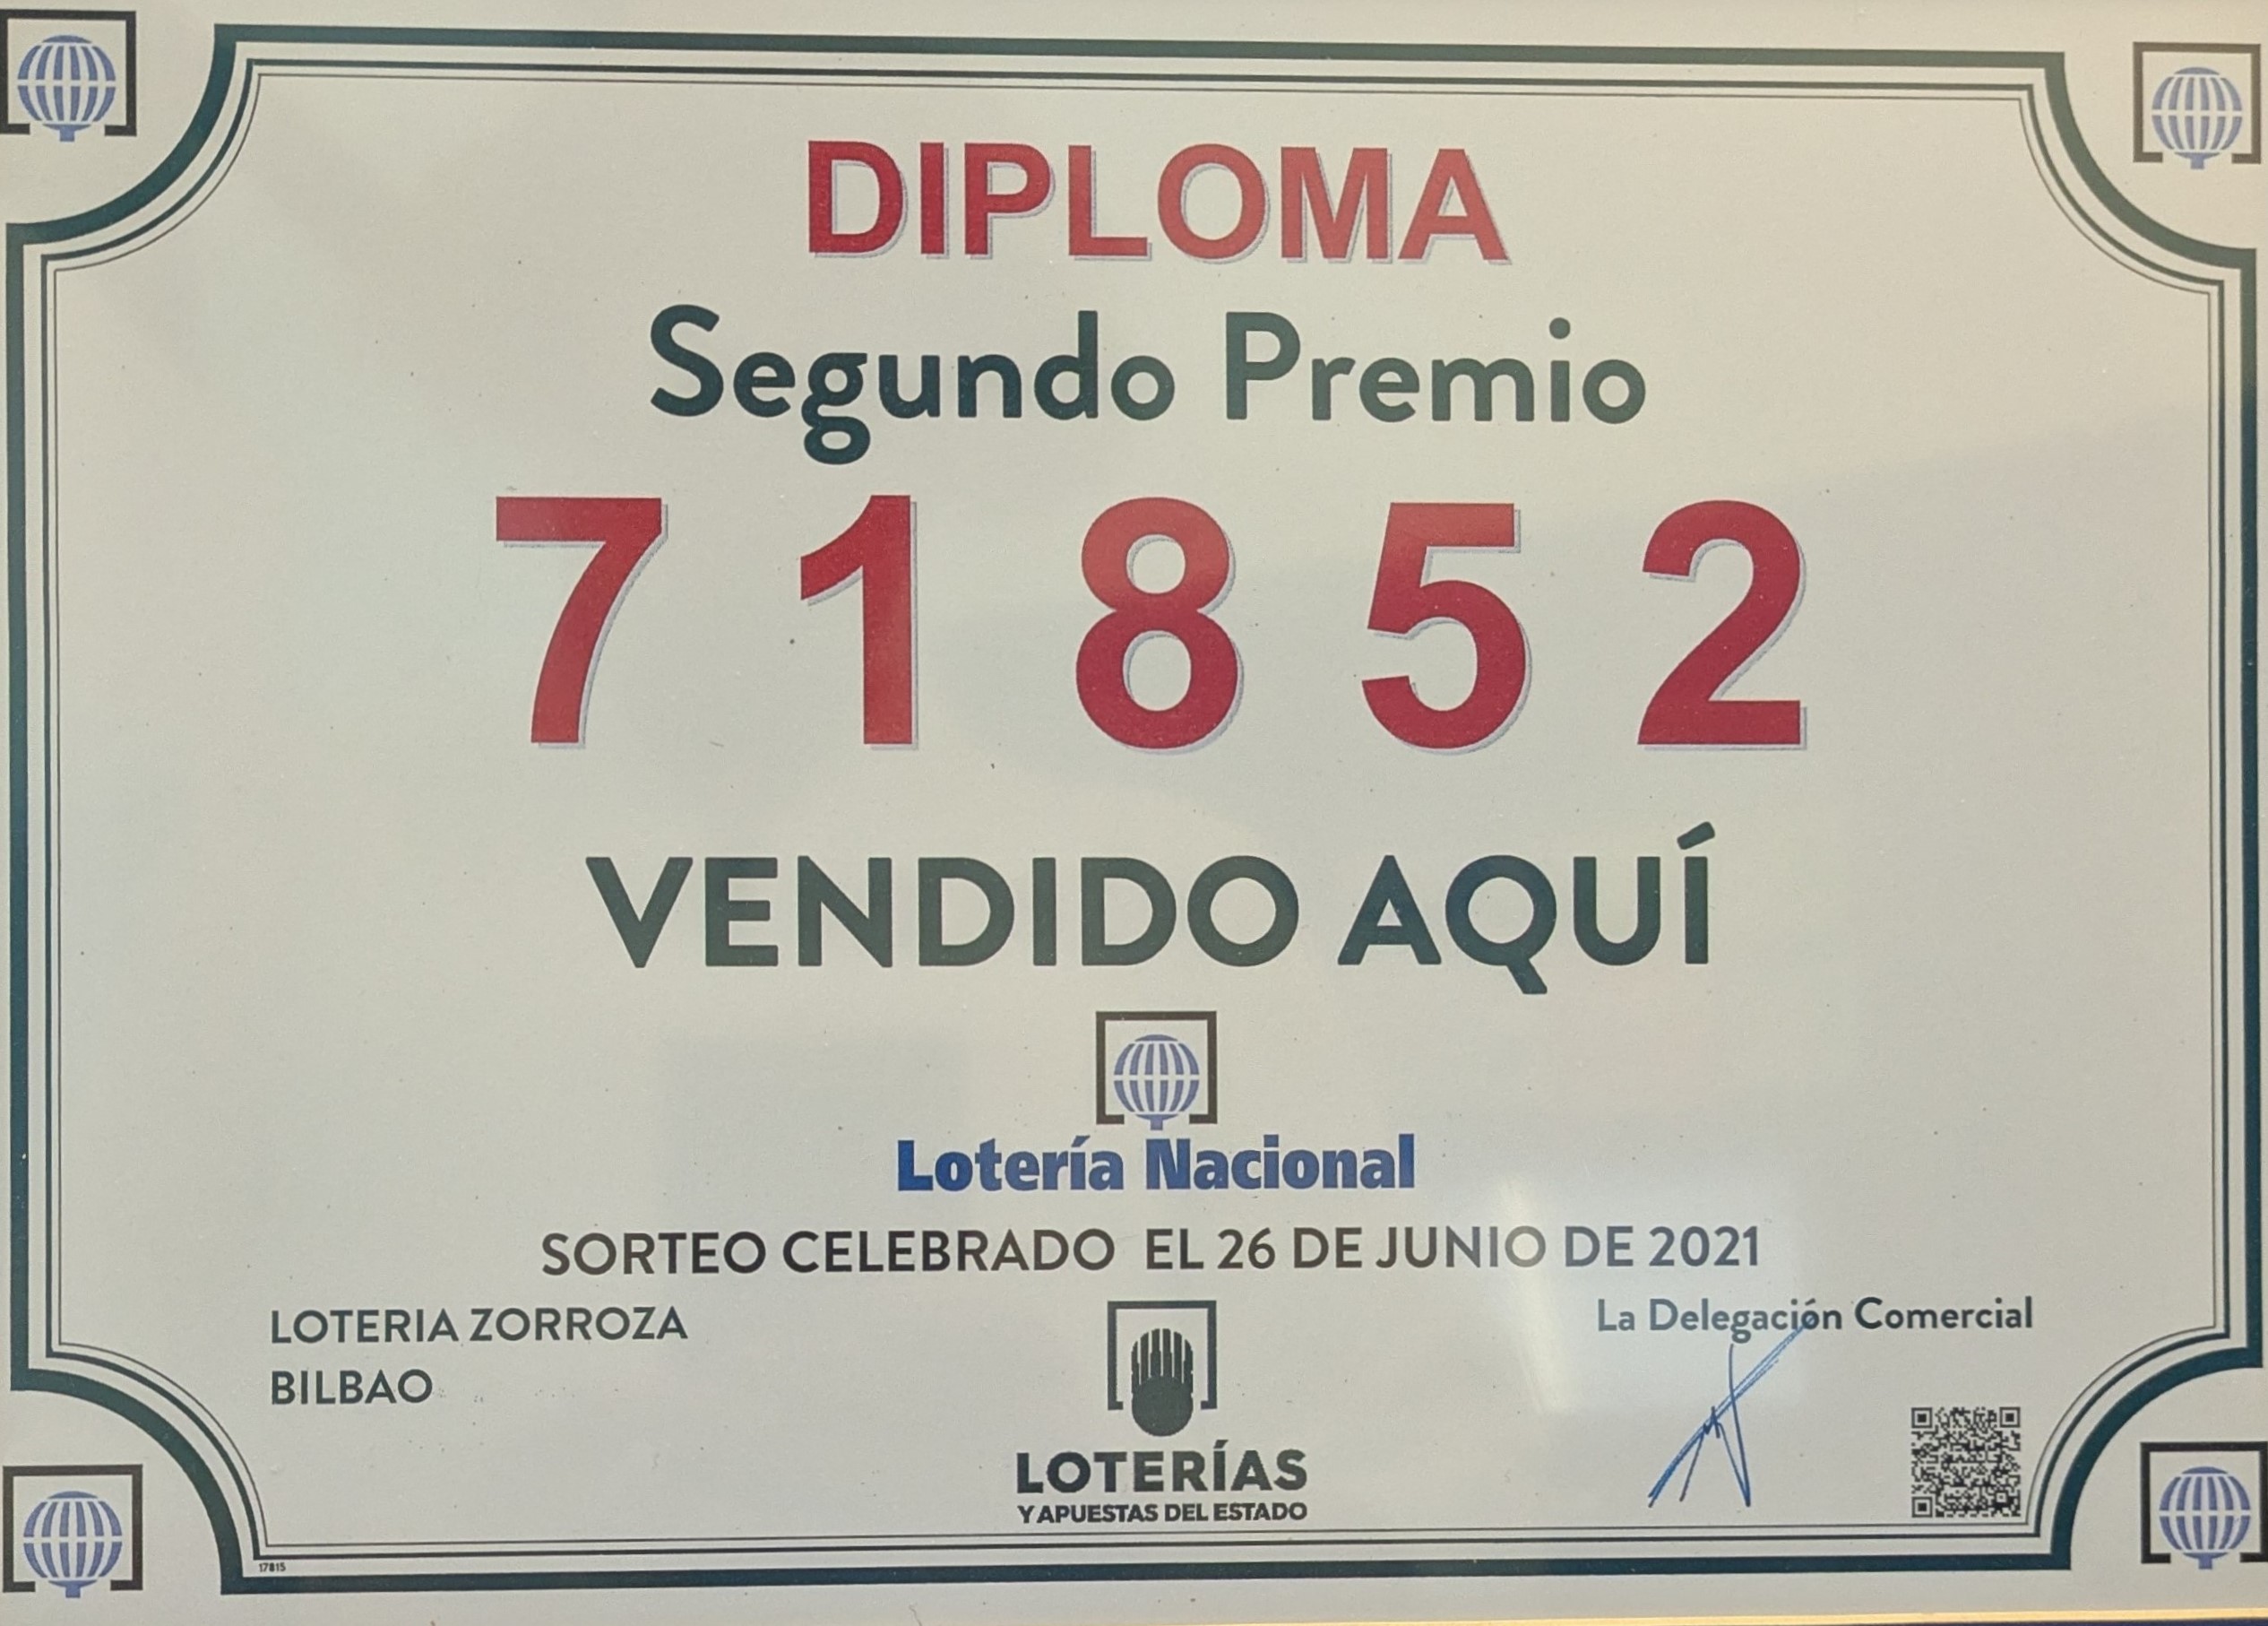 DIPLOMA
Segundo Premio
7 1 8 5 2
VENDIDO AQUÍ
Lotería Nacional
SORTEO CELEBRADO EL 26 DE JUNIO DE 2021
LOTERIA ZORROZA
BILBAO
La Delegación Comercial
LOTERÍAS
Y APUESTAS DEL ESTADO
17815